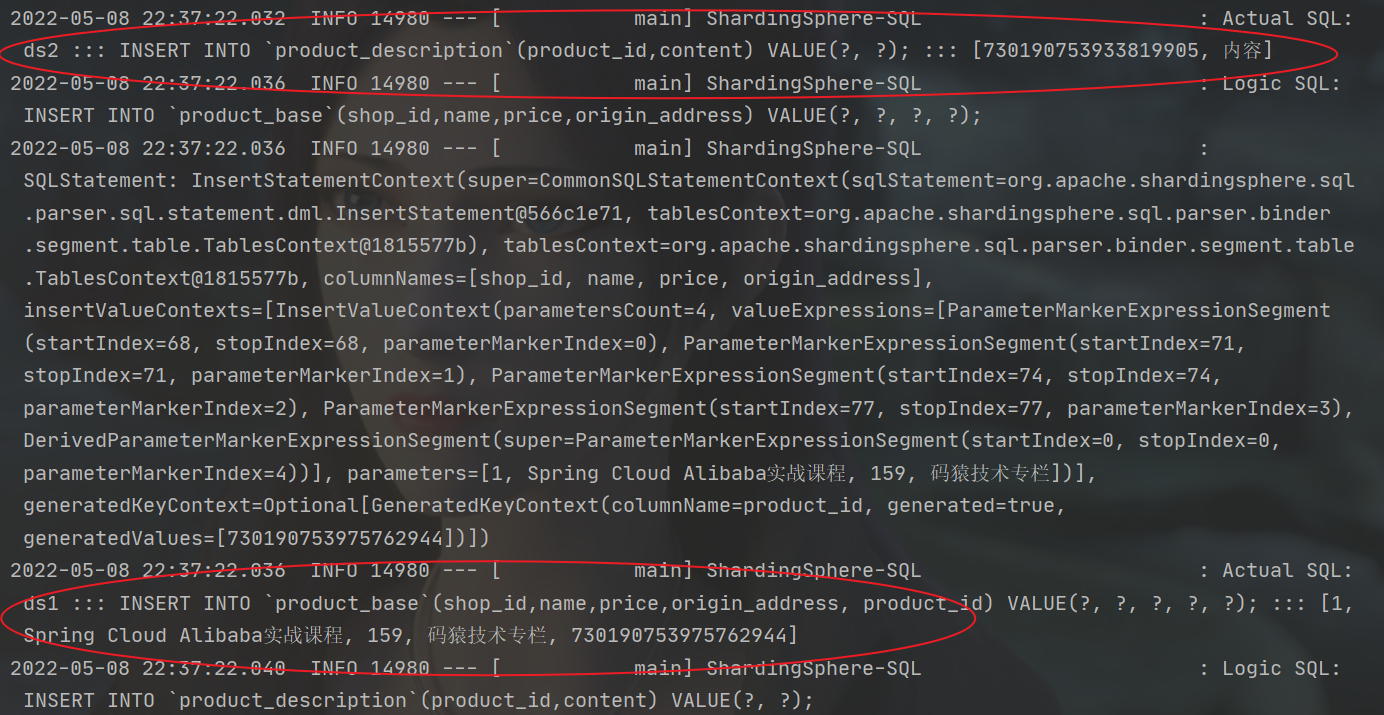 2022-05-08 22:37:22.032  INFO 14980 --- [           main] ShardingSphere-SQL                       : Actual SQL:
ds2 ::: INSERT INTO `product_description`(product_id,content) VALUE(?, ?); ::: [730190753933819905, 内容]
2022-05-08 22:37:22.036  INFO 14980 --- [           main] ShardingSphere-SQL                       : Logic SQL:
INSERT INTO `product_base`(shop_id,name,price,origin_address) VALUE(?, ?, ?, ?);
2022-05-08 22:37:22.036  INFO 14980 --- [           main] ShardingSphere-SQL                       :
SQLStatement: InsertStatementContext(super=CommonSQLStatementContext(sqlStatement=org.apache.shardingsphere.sql
.parser.sql.statement.dml.InsertStatement@566c1e71, tablesContext=org.apache.shardingsphere.sql.parser.binder
.segment.table.TablesContext@1815577b), tablesContext=org.apache.shardingsphere.sql.parser.binder.segment.table
.TablesContext@1815577b, columnNames=[shop_id, name, price, origin_address],
insertValueContexts=[InsertValueContext(parametersCount=4, valueExpressions=[ParameterMarkerExpressionSegment
(startIndex=68, stopIndex=68, parameterMarkerIndex=0), ParameterMarkerExpressionSegment(startIndex=71,
stopIndex=71, parameterMarkerIndex=1), ParameterMarkerExpressionSegment(startIndex=74, stopIndex=74,
parameterMarkerIndex=2), ParameterMarkerExpressionSegment(startIndex=77, stopIndex=77, parameterMarkerIndex=3),
DerivedParameterMarkerExpressionSegment(super=ParameterMarkerExpressionSegment(startIndex=0, stopIndex=0,
parameterMarkerIndex=4))], parameters=[1, Spring Cloud Alibaba实战课程, 159, 码猿技术专栏])],
generatedKeyContext=Optional[GeneratedKeyContext(columnName=product_id, generated=true,
generatedValues=[730190753975762944])])
2022-05-08 22:37:22.036  INFO 14980 --- [           main] ShardingSphere-SQL                       : Actual SQL:
ds1 ::: INSERT INTO `product_base`(shop_id,name,price,origin_address, product_id) VALUE(?, ?, ?, ?, ?); ::: [1,
Spring Cloud Alibaba实战课程, 159, 码猿技术专栏, 730190753975762944]
2022-05-08 22:37:22.040  INFO 14980 --- [           main] ShardingSphere-SQL                       : Logic SQL:
INSERT INTO `product_description`(product_id,content) VALUE(?, ?);